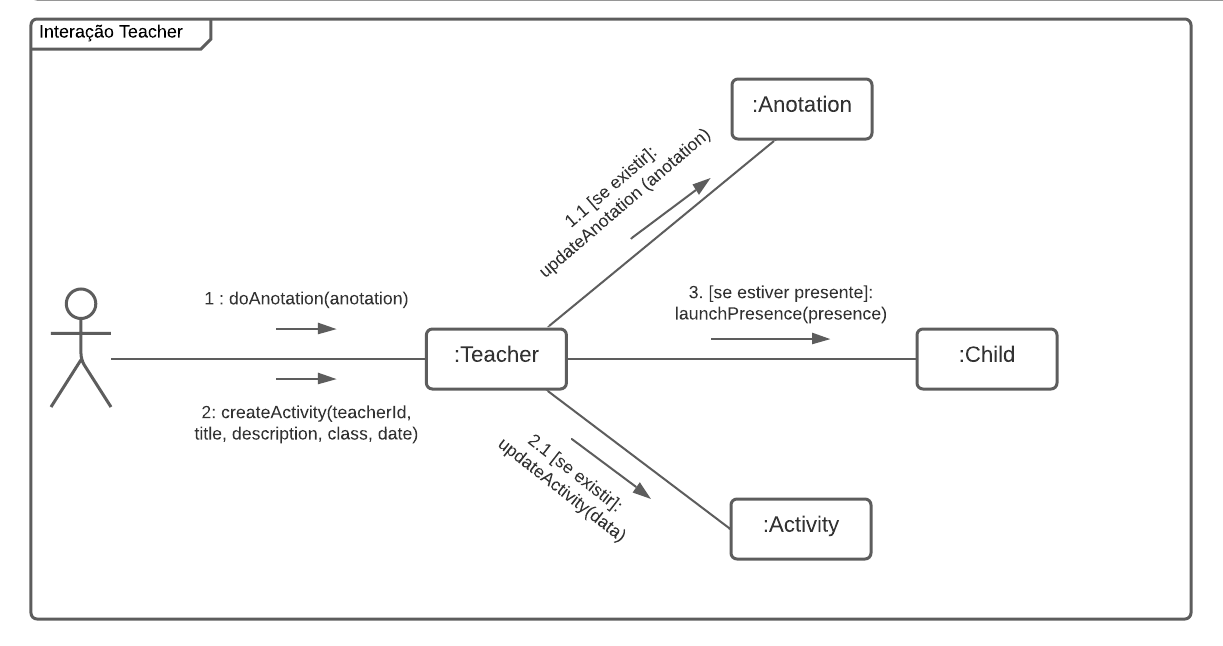 Interação Teacher
:Anotation
1.1 [se existir]:
updateAnotation (anotation)
1 : doAnotation(anotation)
3. [se estiver presente]:
launchPresence(presence)
:Teacher
:Child
2: createActivity(teacherId,
title, description, class, date)
2.1 [se existir]:
updateActivity(data)
:Activity